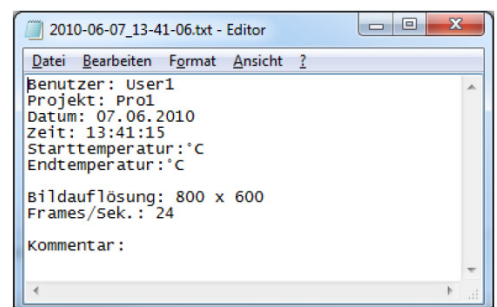 2010-06-07_13-41-06.txt - Editor
Datei Bearbeiten Format Ansicht ?
Benutzer: User1
Projekt: Pro1
Datum: 07.06.2010
Zeit: 13:41:15
Starttemperatur:°C
Endtemperatur:°C
Bildauflösung: 800 x 600
Frames/Sek.: 24
Kommentar: